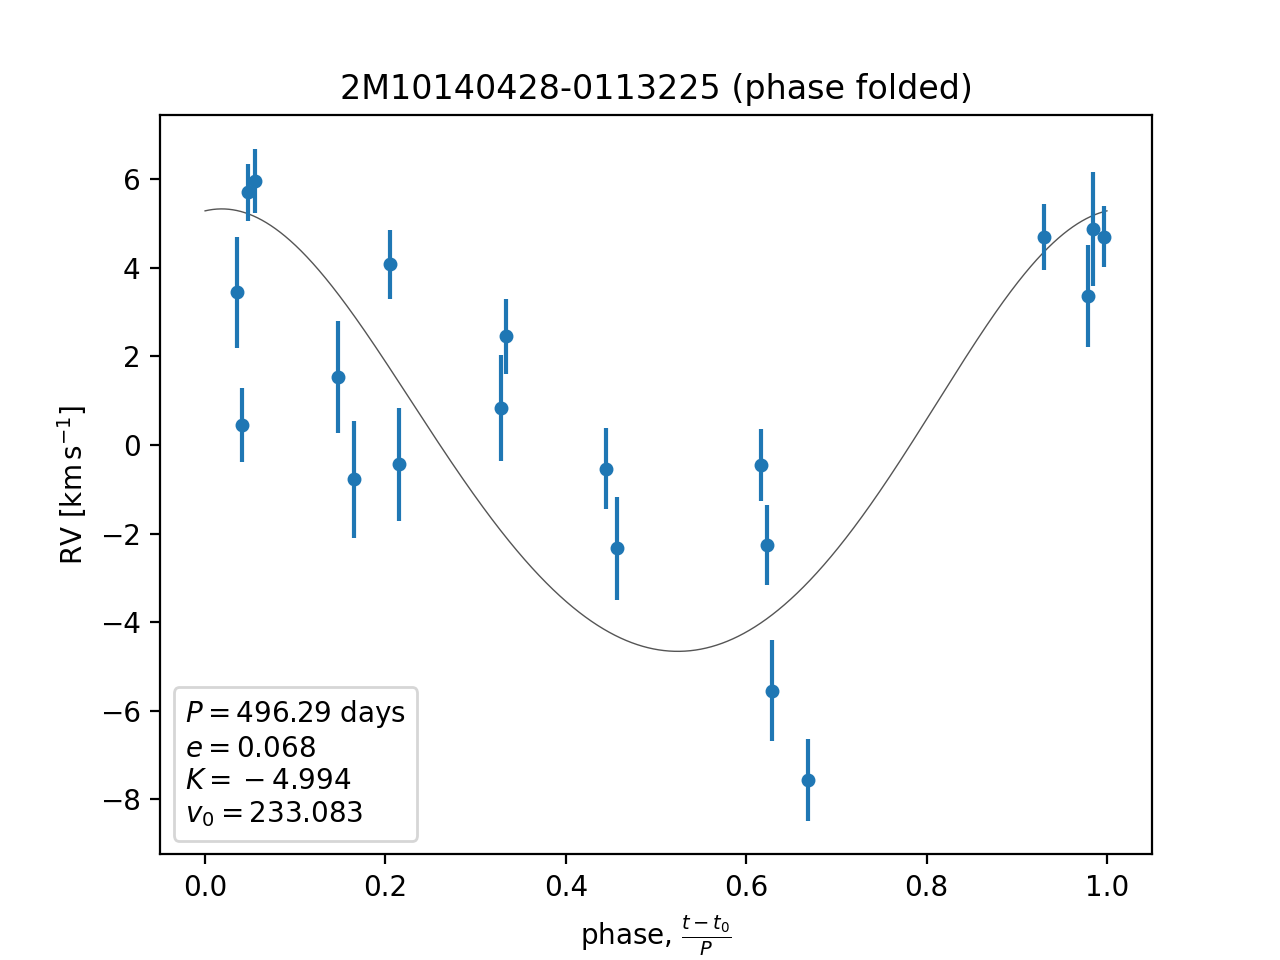 2M10140428-0113225 (phase folded)
RV [km s⁻¹]
6
4
2
0
−2
−4
−6
−8
P = 496.29 days
e = 0.068
K = −4.994
v₀ = 233.083
0.0 0.2 0.4 0.6 0.8 1.0
phase, (t − t₀)/P